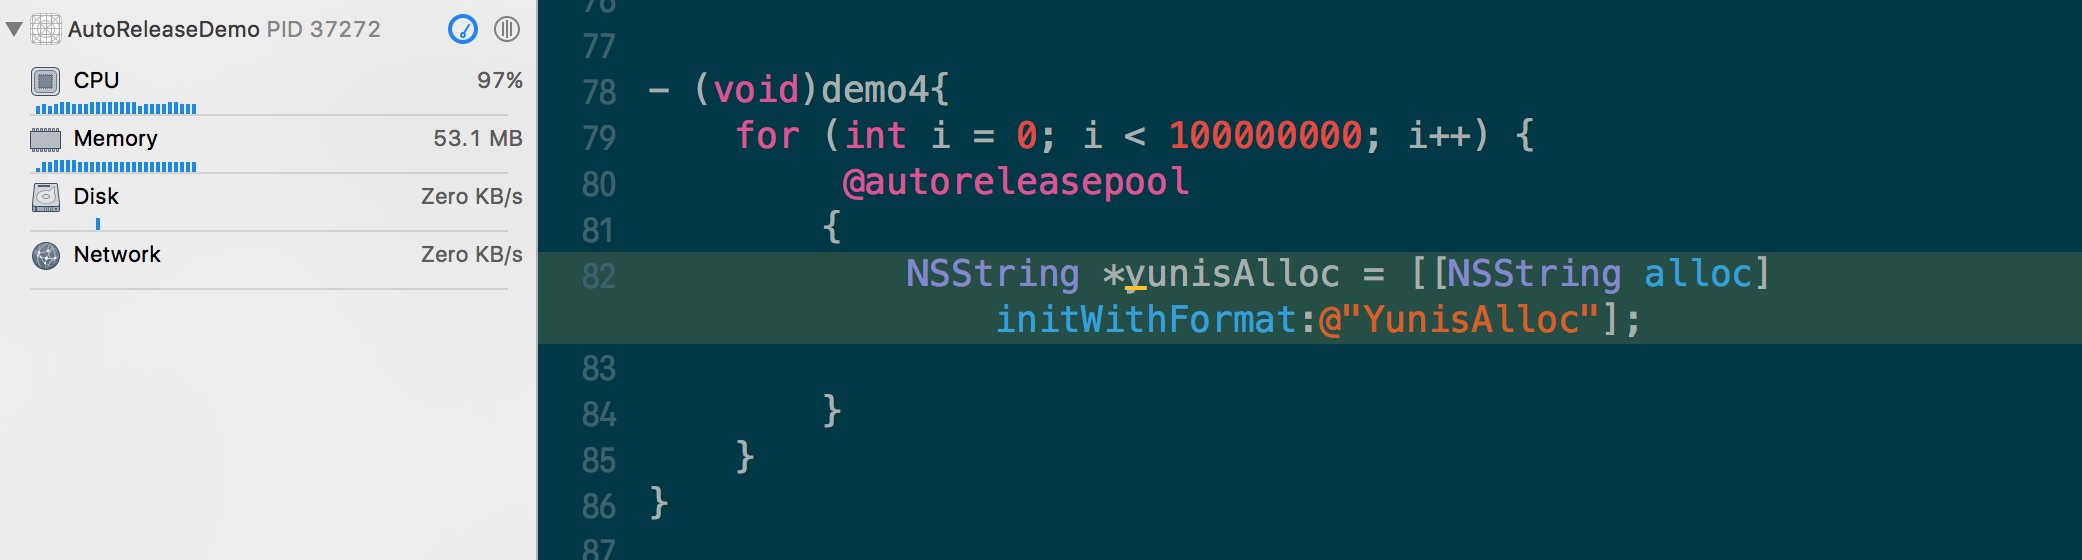 AutoReleaseDemo PID 37272
CPU 97%
Memory 53.1 MB
Disk Zero KB/s
Network Zero KB/s
76
77
78 - (void)demo4{
79 for (int i = 0; i < 100000000; i++) {
80 @autoreleasepool
81 {
82 NSString *yunisAlloc = [[NSString alloc]
initWithFormat:@"YunisAlloc"];
83
84 }
85 }
86 }
87